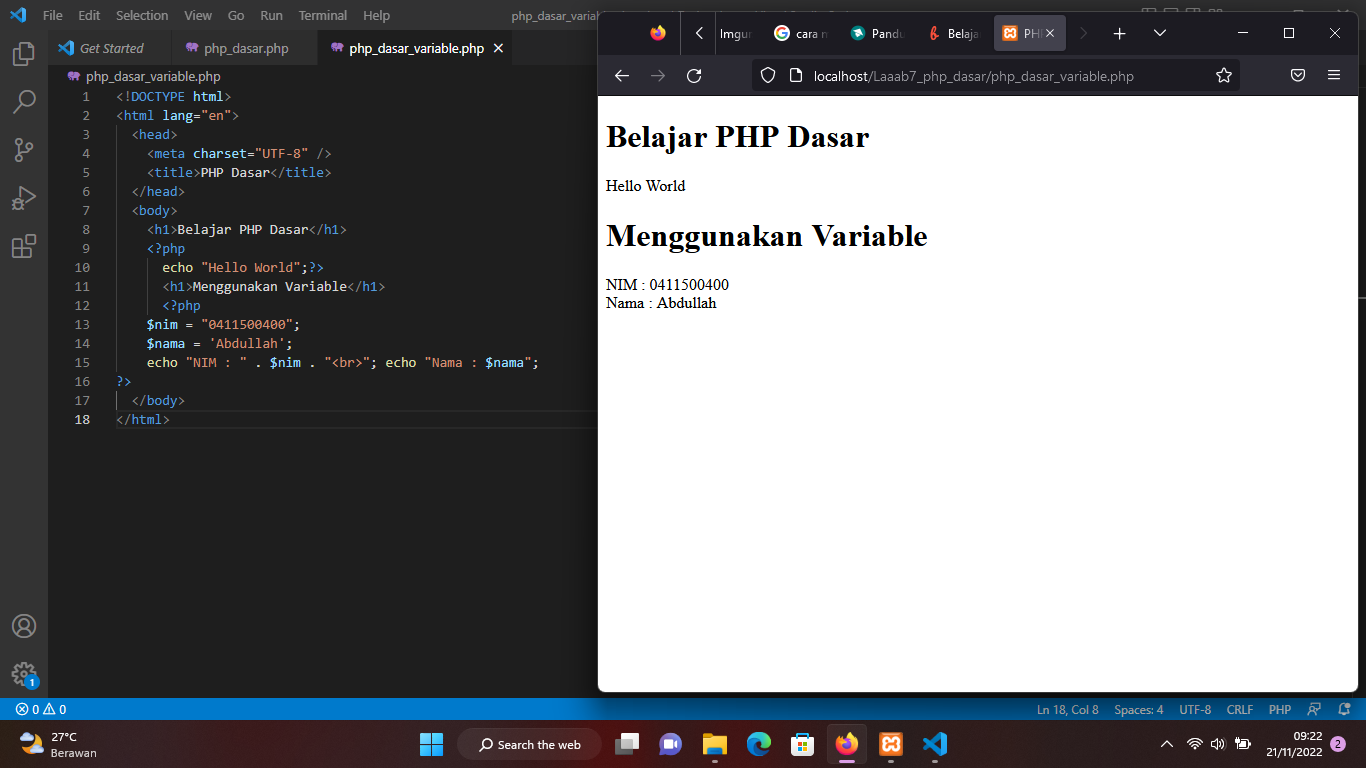 File Edit Selection View Go Run Terminal Help
Get Started
php_dasar.php
php_dasar_variable.php
php_dasar_variable.php
1 <!DOCTYPE html>
2 <html lang="en">
3 <head>
4 <meta charset="UTF-8" />
5 <title>PHP Dasar</title>
6 </head>
7 <body>
8 <h1>Belajar PHP Dasar</h1>
9 <?php
10 echo "Hello World";?>
11 <h1>Menggunakan Variable</h1>
12 <?php
13 $nim = "0411500400";
14 $nama = 'Abdullah';
15 echo "NIM : " . $nim . "<br>"; echo "Nama : $nama";
16 ?>
17 </body>
18 </html>
Imgur
cara
Pandu
Belaja
PHP
localhost/Laaab7_php_dasar/php_dasar_variable.php
Belajar PHP Dasar
Hello World
Menggunakan Variable
NIM : 0411500400
Nama : Abdullah
1
0 0
Ln 18, Col 8 Spaces: 4 UTF-8 CRLF PHP
27°C
Berawan
Search the web
09:22
21/11/2022
2